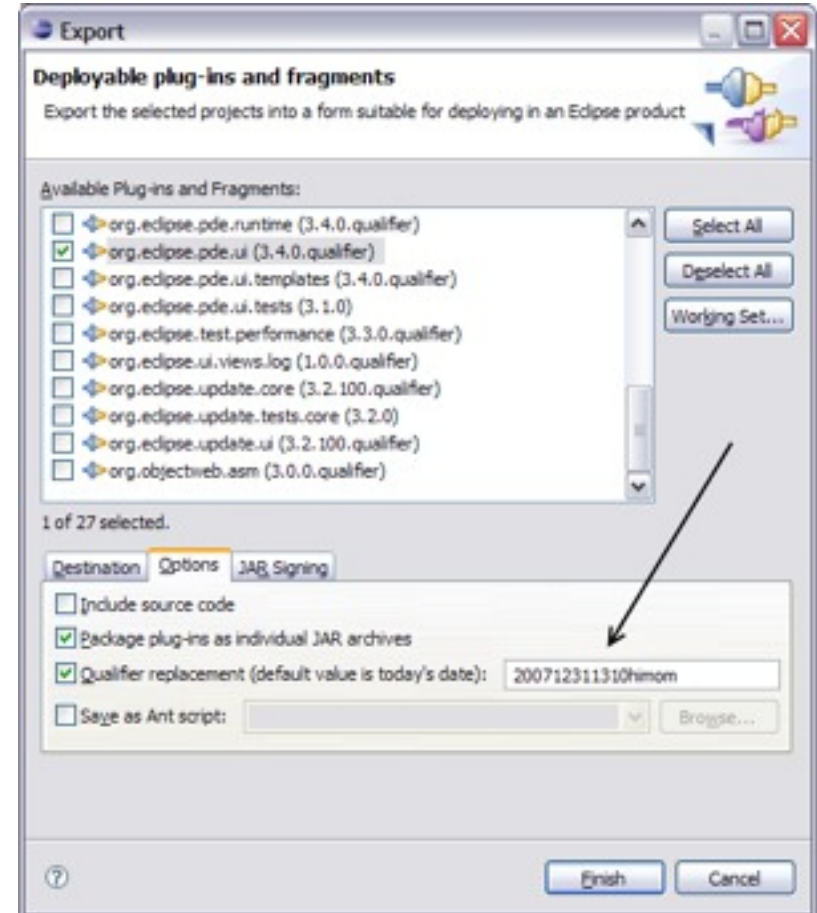 Export
Deployable plug-ins and fragments
Export the selected projects into a form suitable for deploying in an Eclipse product
Available Plug-ins and Fragments:
org.eclipse.pde.runtime (3.4.0.qualifier)
org.eclipse.pde.ui (3.4.0.qualifier)
org.eclipse.pde.ui.templates (3.4.0.qualifier)
org.eclipse.pde.ui.tests (3.1.0)
org.eclipse.test.performance (3.3.0.qualifier)
org.eclipse.ui.views.log (1.0.0.qualifier)
org.eclipse.update.core (3.2.100.qualifier)
org.eclipse.update.tests.core (3.2.0)
org.eclipse.update.ui (3.2.100.qualifier)
org.objectweb.asm (3.0.0.qualifier)
Select All
Deselect All
Working Set...
1 of 27 selected.
Destination Options JAR Signing
Include source code
Package plug-ins as individual JAR archives
Qualifier replacement (default value is today's date): 200712311310himom
Save as Ant script: Browse...
? Finish Cancel